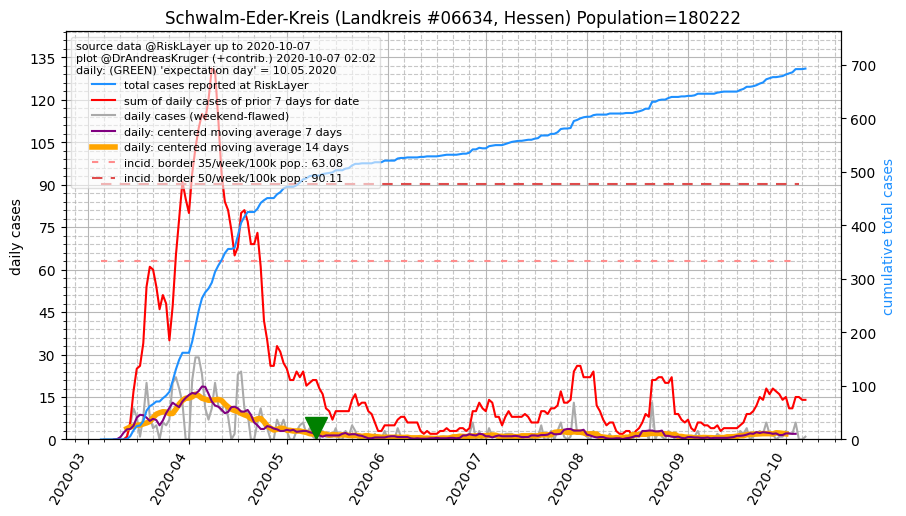 Schwalm-Eder-Kreis (Landkreis #06634, Hessen) Population=180222
source data @RiskLayer up to 2020-10-07
plot @DrAndreasKruger (+contrib.) 2020-10-07 02:02
daily: (GREEN) 'expectation day' = 10.05.2020
total cases reported at RiskLayer
sum of daily cases of prior 7 days for date
daily cases (weekend-flawed)
daily: centered moving average 7 days
daily: centered moving average 14 days
incid. border 35/week/100k pop.: 63.08
incid. border 50/week/100k pop.: 90.11
daily cases
135
120
105
90
75
60
45
30
15
0
cumulative total cases
700
600
500
400
300
200
100
0
2020-03
2020-04
2020-05
2020-06
2020-07
2020-08
2020-09
2020-10